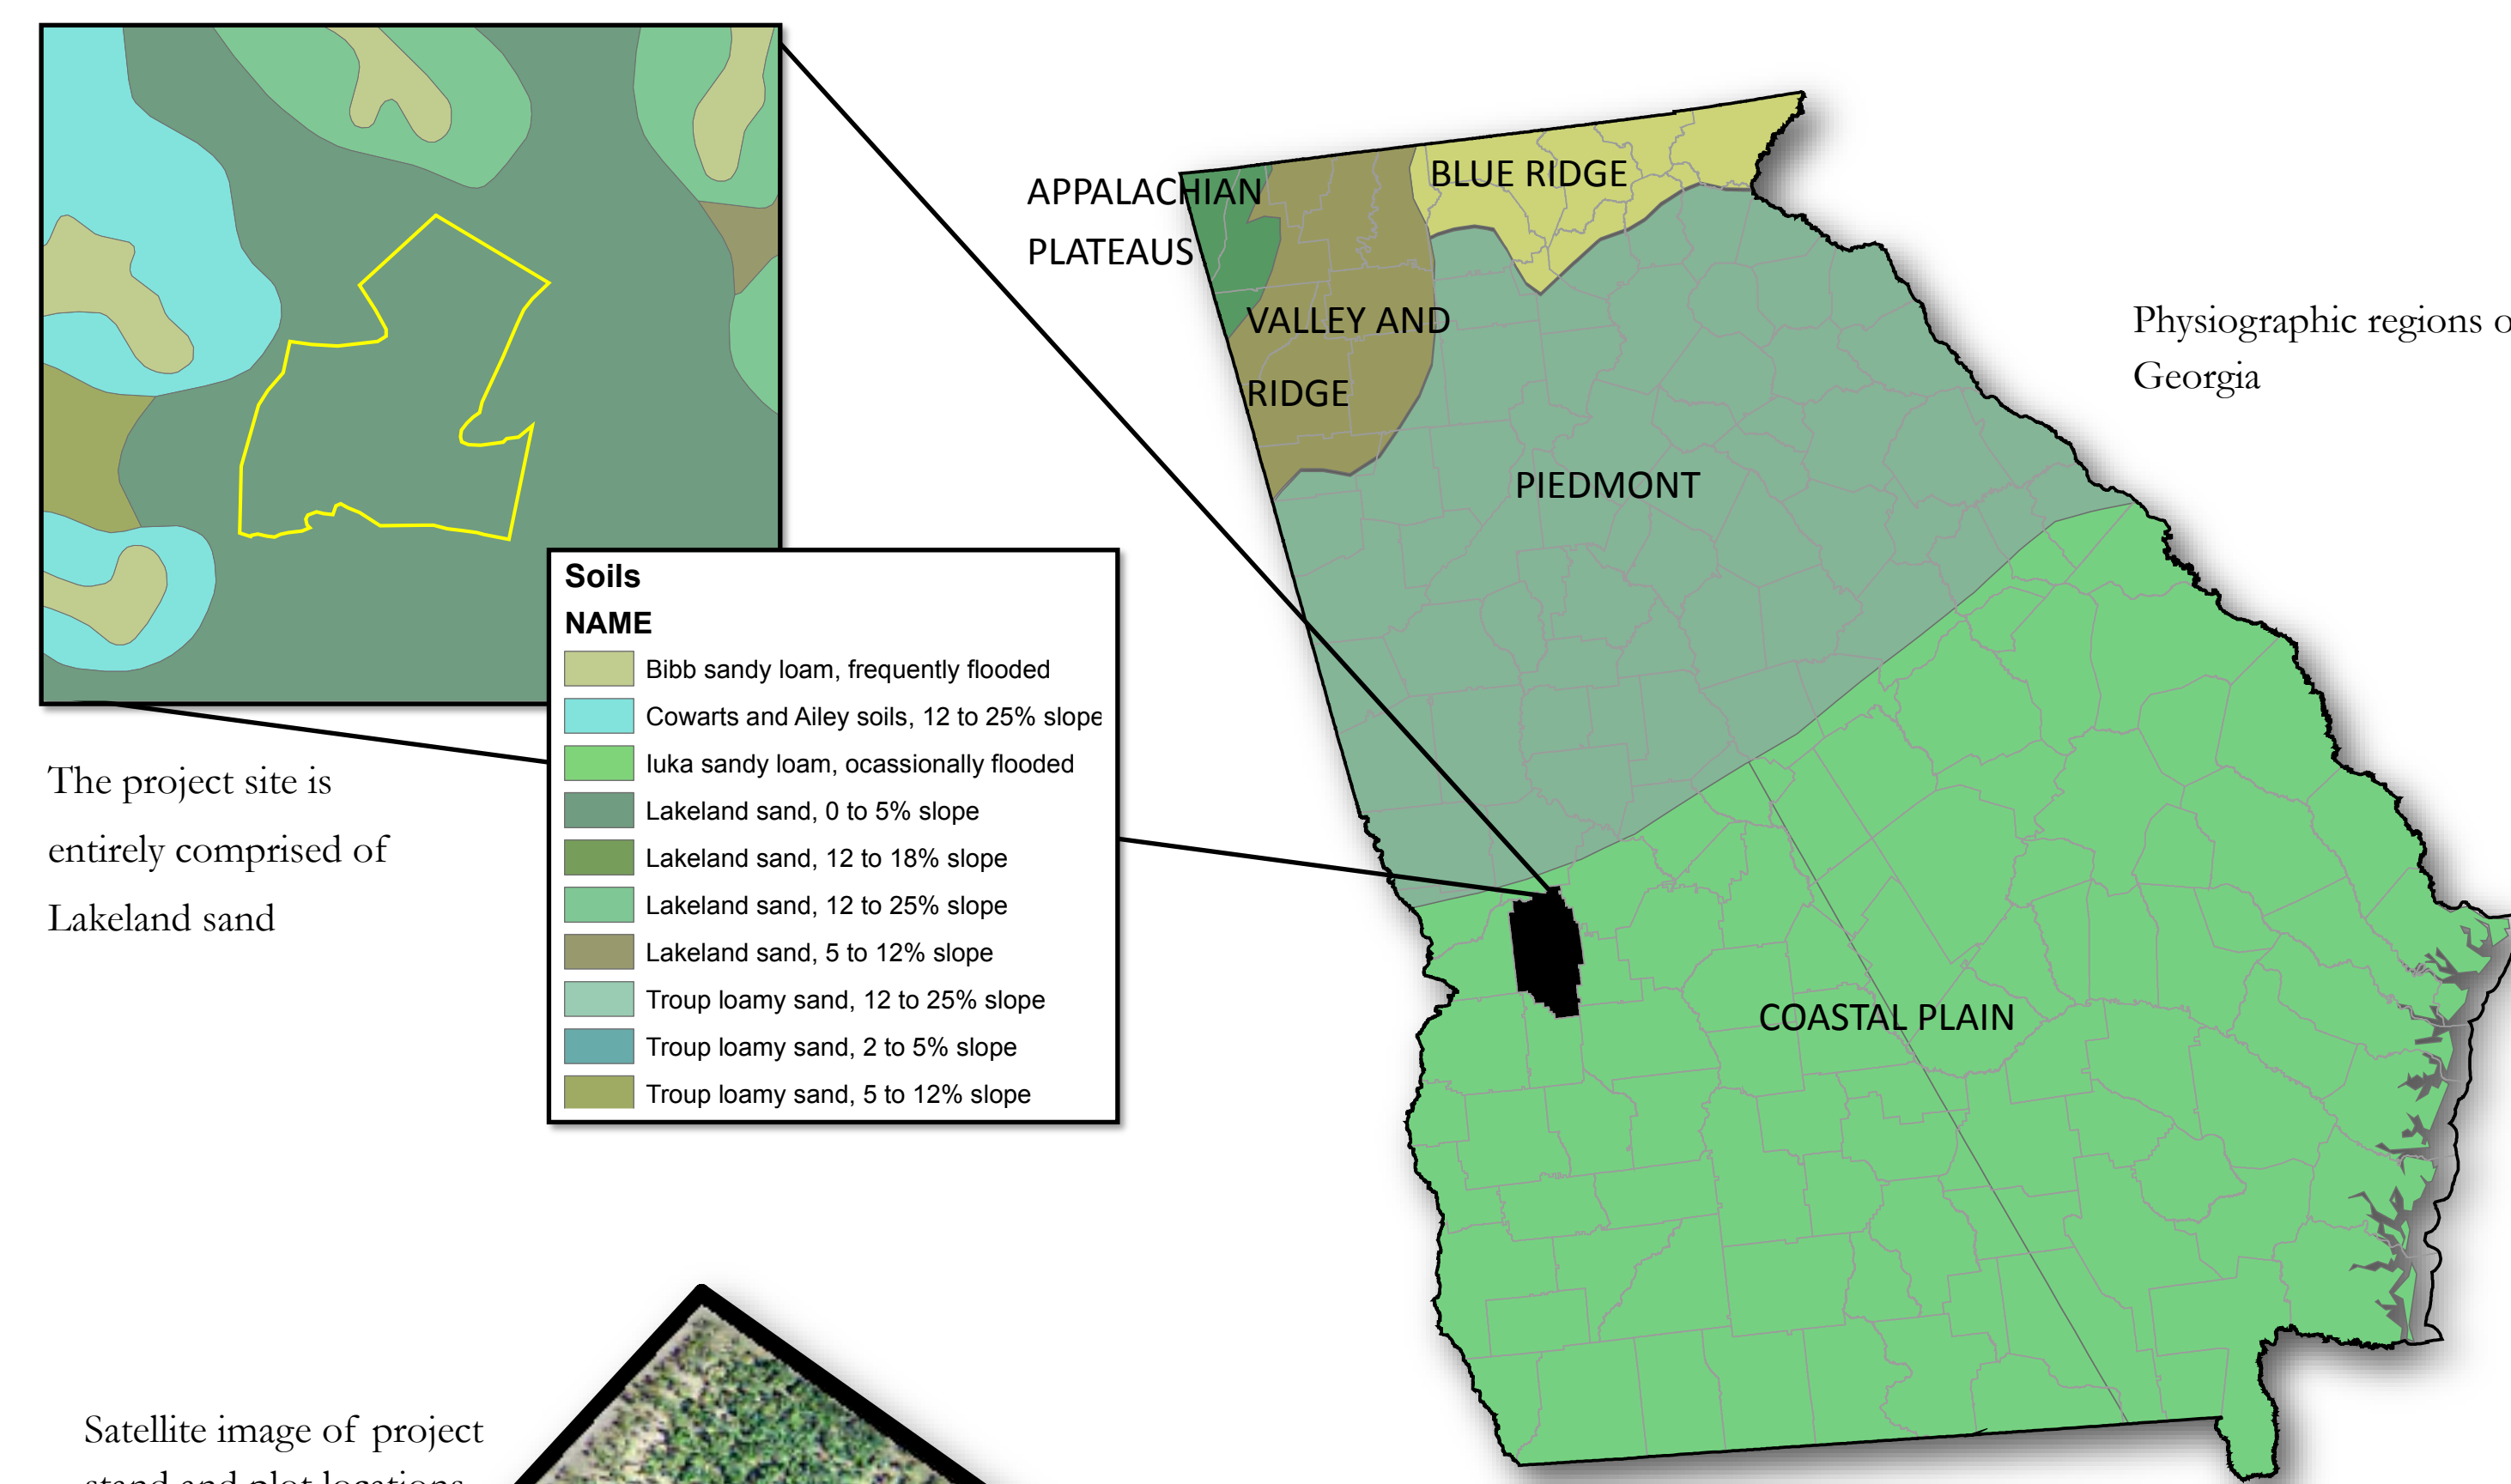 APPALACHIAN
PLATEAUS
BLUE RIDGE
VALLEY AND
RIDGE
PIEDMONT
COASTAL PLAIN
Physiographic regions o
Georgia
Soils
NAME
Bibb sandy loam, frequently flooded
Cowarts and Ailey soils, 12 to 25% slope
Iuka sandy loam, ocassionally flooded
Lakeland sand, 0 to 5% slope
Lakeland sand, 12 to 18% slope
Lakeland sand, 12 to 25% slope
Lakeland sand, 5 to 12% slope
Troup loamy sand, 12 to 25% slope
Troup loamy sand, 2 to 5% slope
Troup loamy sand, 5 to 12% slope
The project site is
entirely comprised of
Lakeland sand
Satellite image of project
stand and plot locations